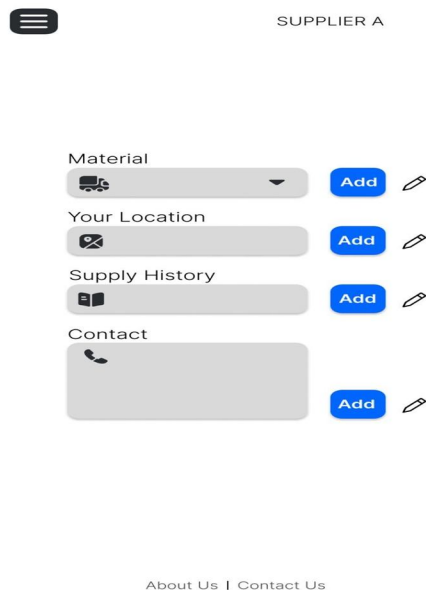 SUPPLIER A
Material
Add
Your Location
Add
Supply History
Add
Contact
Add
About Us | Contact Us